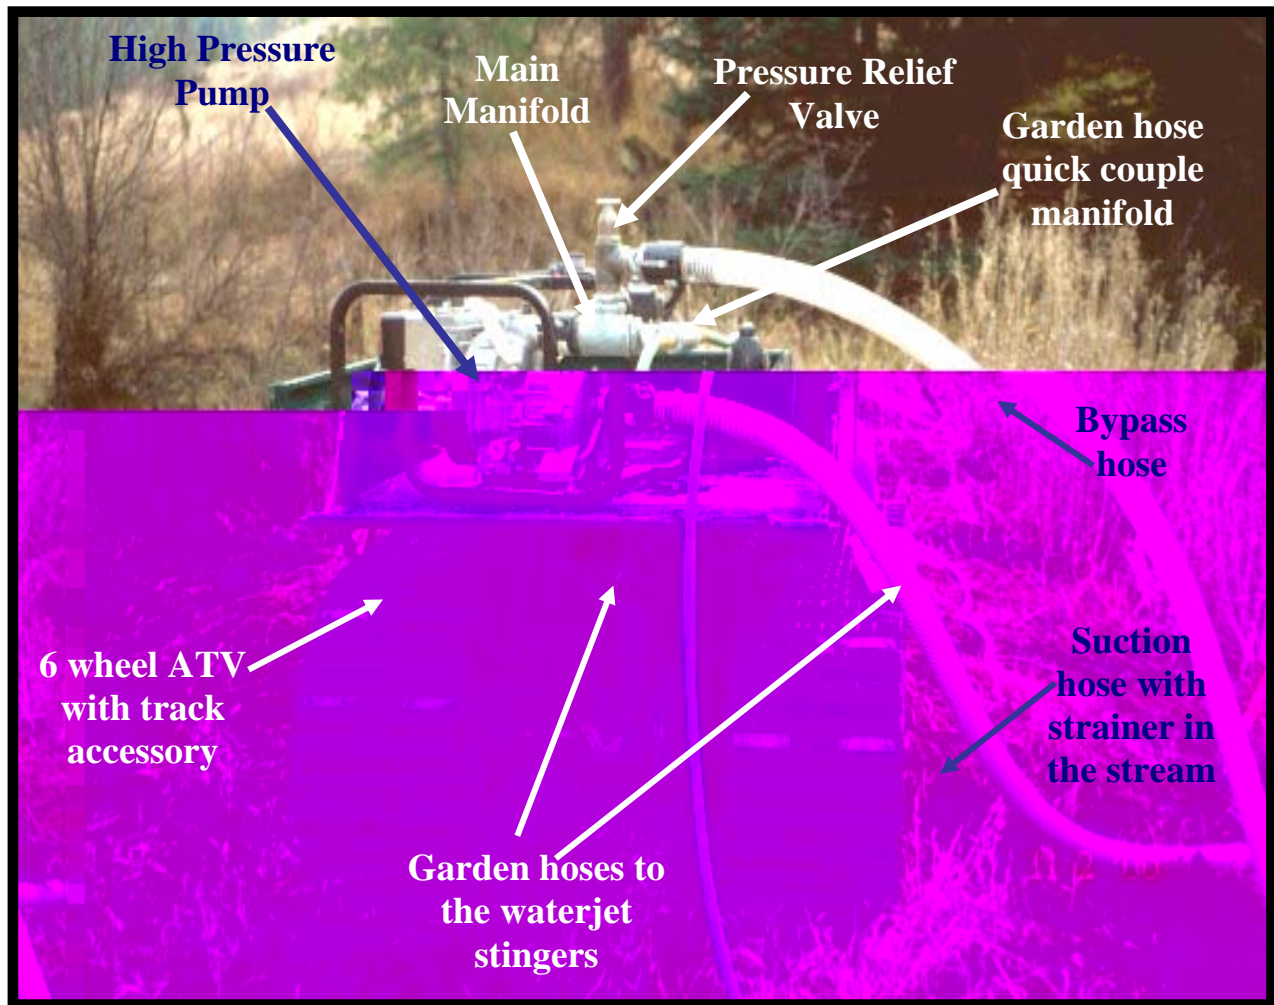 High Pressure
Pump
Main
Manifold
Pressure Relief
Valve
Garden hose
quick couple
manifold
Bypass
hose
6 wheel ATV
with track
accessory
Suction
hose with
strainer in
the stream
Garden hoses to
the waterjet
stingers